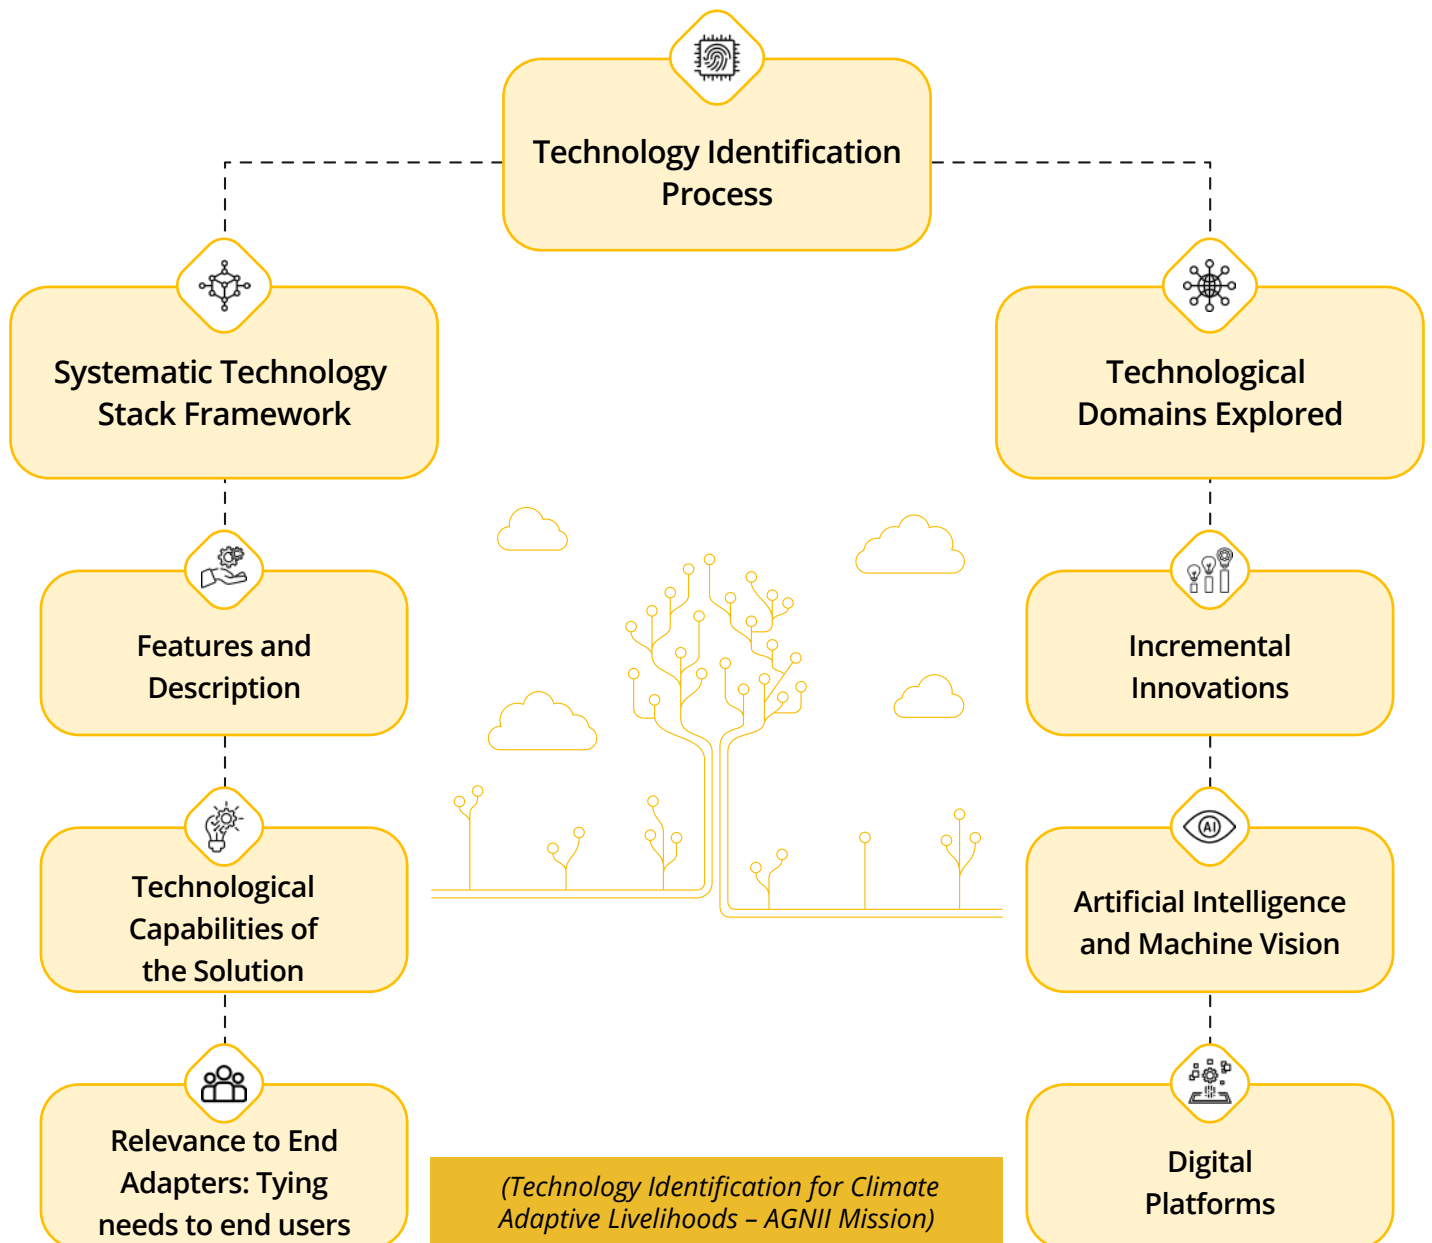 Technology Identification
Process
Systematic Technology
Stack Framework
Technological
Domains Explored
Features and
Description
Incremental
Innovations
Technological
Capabilities of
the Solution
AI
Artificial Intelligence
and Machine Vision
Relevance to End
Adapters: Tying
needs to end users
Digital
Platforms
(Technology Identification for Climate
Adaptive Livelihoods – AGNII Mission)